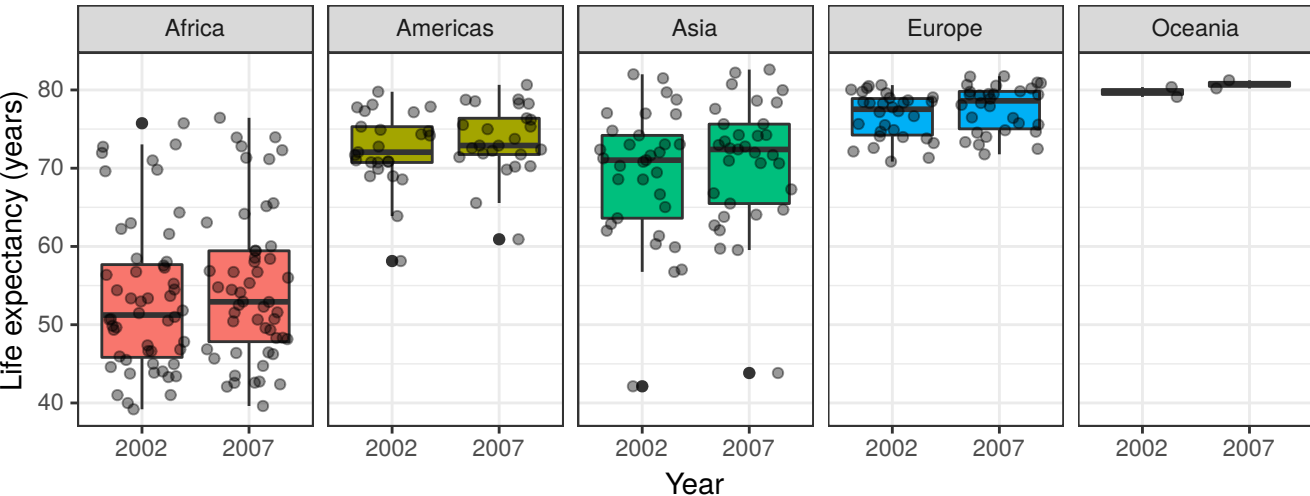 Africa Americas Asia Europe Oceania
Life expectancy (years)
80
70
60
50
40
2002 2007 2002 2007 2002 2007 2002 2007 2002 2007
Year